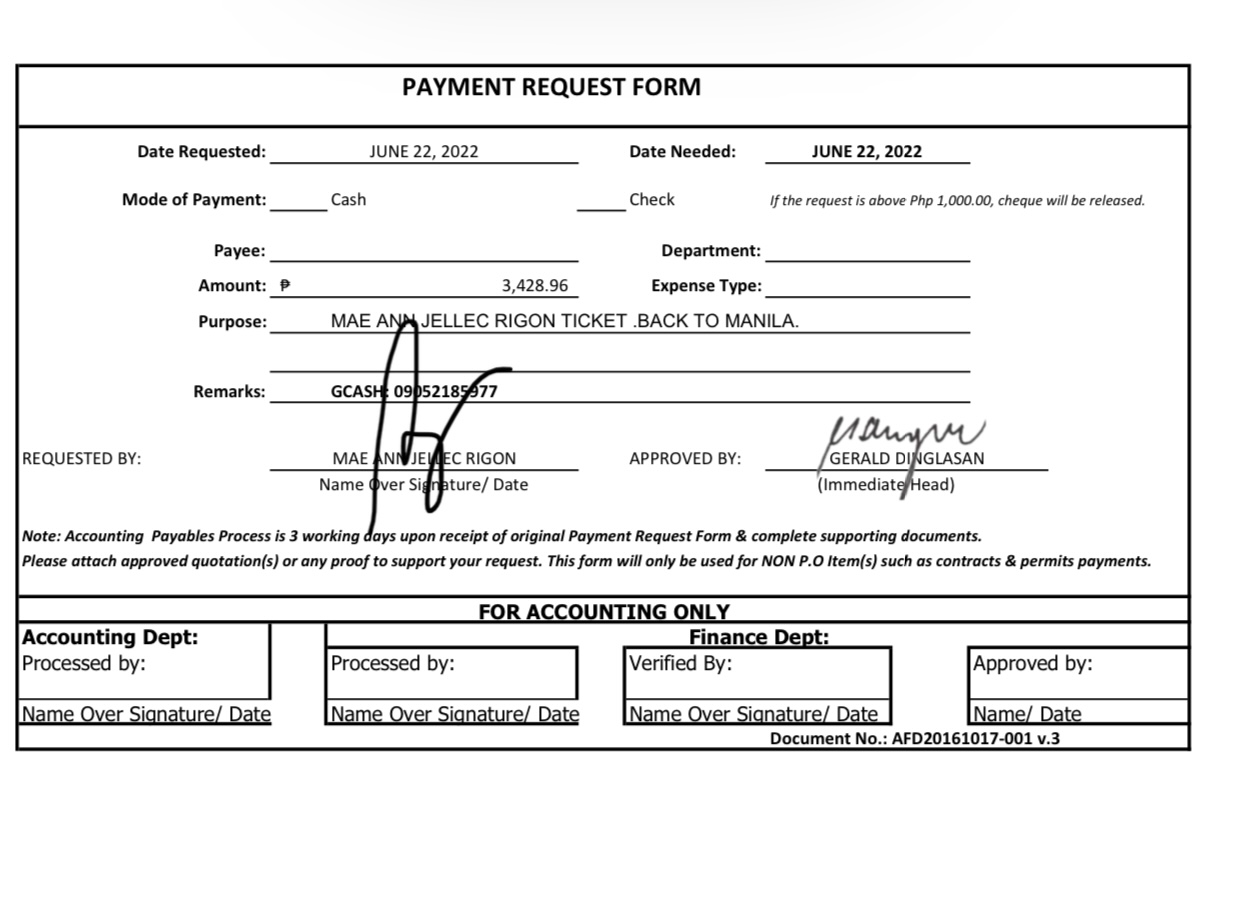 PAYMENT REQUEST FORM
Date Requested: JUNE 22, 2022 Date Needed: JUNE 22, 2022
Mode of Payment: ______ Cash _____ Check If the request is above Php 1,000.00, cheque will be released.
Payee: Department:
Amount: ₱ 3,428.96 Expense Type:
Purpose: MAE ANN JELLEC RIGON TICKET .BACK TO MANILA.
Remarks: GCASH: 09052185977
REQUESTED BY: MAE ANN JELLEC RIGON APPROVED BY: GERALD DINGLASAN
Name Over Signature/ Date (Immediate Head)
Note: Accounting Payables Process is 3 working days upon receipt of original Payment Request Form & complete supporting documents.
Please attach approved quotation(s) or any proof to support your request. This form will only be used for NON P.O Item(s) such as contracts & permits payments.
FOR ACCOUNTING ONLY
Accounting Dept: Finance Dept:
Processed by: Processed by: Verified By: Approved by:
Name Over Signature/ Date Name Over Signature/ Date Name Over Signature/ Date Name/ Date
Document No.: AFD20161017-001 v.3